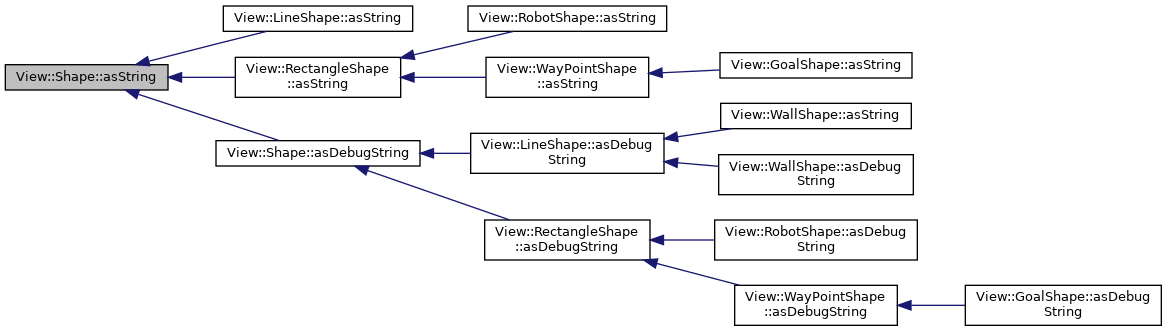 View::LineShape::asString
View::RobotShape::asString
View::Shape::asString
View::RectangleShape
::asString
View::WayPointShape
::asString
View::GoalShape::asString
View::Shape::asDebugString
View::LineShape::asDebug
String
View::WallShape::asString
View::WallShape::asDebug
String
View::RectangleShape
::asDebugString
View::RobotShape::asDebug
String
View::WayPointShape
::asDebugString
View::GoalShape::asDebug
String